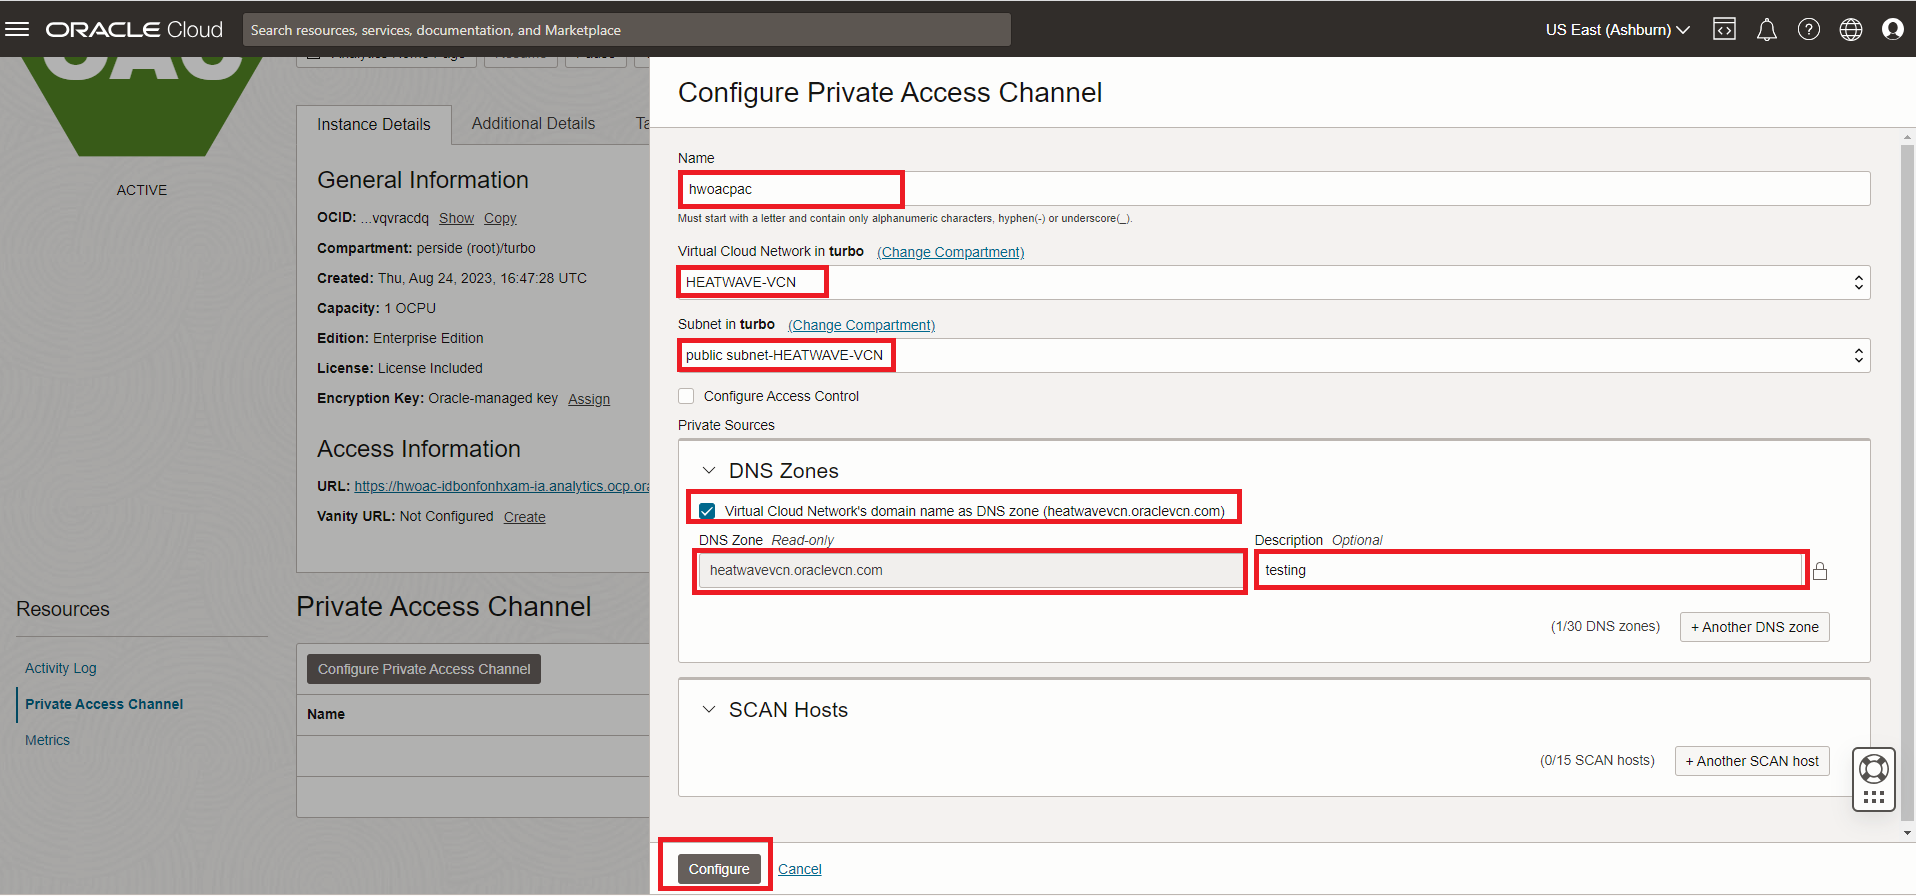 ORACLE Cloud
Search resources, services, documentation, and Marketplace
US East (Ashburn)
OAC
ACTIVE
Instance Details
Additional Details
General Information
OCID: ...vqvracdq Show Copy
Compartment: perside (root)/turbo
Created: Thu, Aug 24, 2023, 16:47:28 UTC
Capacity: 1 OCPU
Edition: Enterprise Edition
License: License Included
Encryption Key: Oracle-managed key Assign
Access Information
URL: https://hwoac-idbonfonhxam-ia.analytics.ocp.ora
Vanity URL: Not Configured Create
Resources
Activity Log
Private Access Channel
Metrics
Private Access Channel
Configure Private Access Channel
Name
Configure Private Access Channel
Name
hwoacpac
Must start with a letter and contain only alphanumeric characters, hyphen(-) or underscore(_).
Virtual Cloud Network in turbo (Change Compartment)
HEATWAVE-VCN
Subnet in turbo (Change Compartment)
public subnet-HEATWAVE-VCN
Configure Access Control
Private Sources
DNS Zones
Virtual Cloud Network's domain name as DNS zone (heatwavevcn.oraclevcn.com)
DNS Zone Read-only
Description Optional
heatwavevcn.oraclevcn.com
testing
(1/30 DNS zones)
+ Another DNS zone
SCAN Hosts
(0/15 SCAN hosts)
+ Another SCAN host
Configure
Cancel